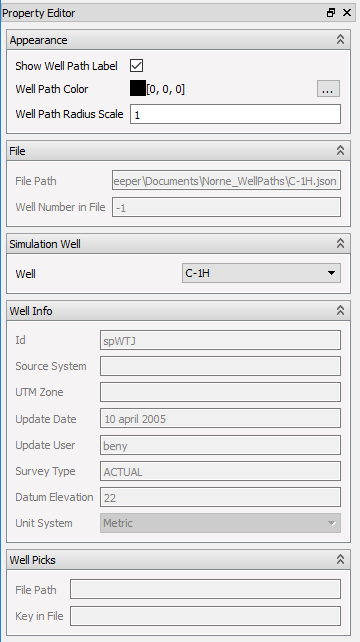 Property Editor
Appearance
Show Well Path Label
Well Path Color [0, 0, 0] ...
Well Path Radius Scale 1
File
File Path eeper\Documents\Norne_WellPaths\C-1H.json
Well Number in File -1
Simulation Well
Well C-1H
Well Info
Id spWTJ
Source System
UTM Zone
Update Date 10 april 2005
Update User beny
Survey Type ACTUAL
Datum Elevation 22
Unit System Metric
Well Picks
File Path
Key in File